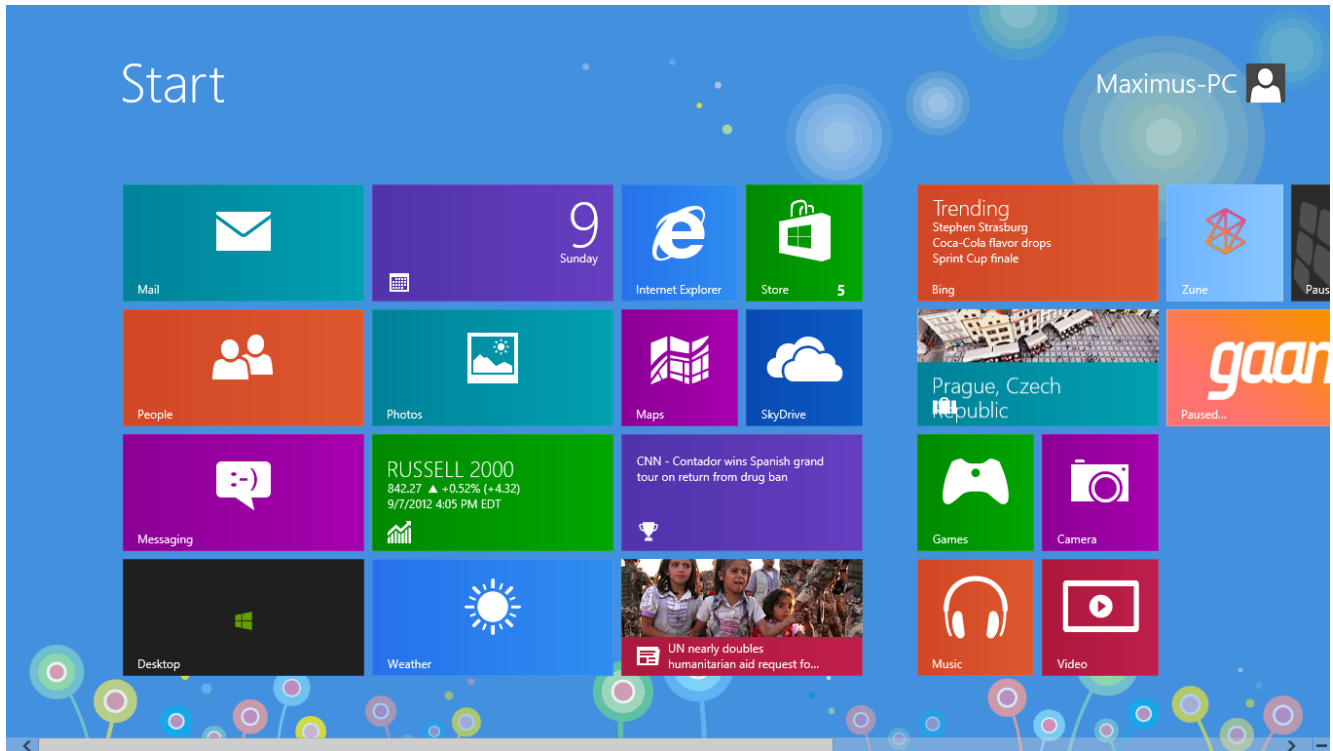 Start
Maximus-PC
Mail
9
Sunday
Internet Explorer
Store
5
Trending
Stephen Strasburg
Coca-Cola flavor drops
Sprint Cup finale
Bing
Zune
Paus
People
Photos
Maps
SkyDrive
Prague, Czech
Republic
gaan
Paused...
:-)
Messaging
RUSSELL 2000
842.27 ▲ +0.52% (+4.32)
9/7/2012 4:05 PM EDT
CNN - Contador wins Spanish grand
tour on return from drug ban
Games
Camera
Desktop
Weather
UN nearly doubles
humanitarian aid request fo...
Music
Video